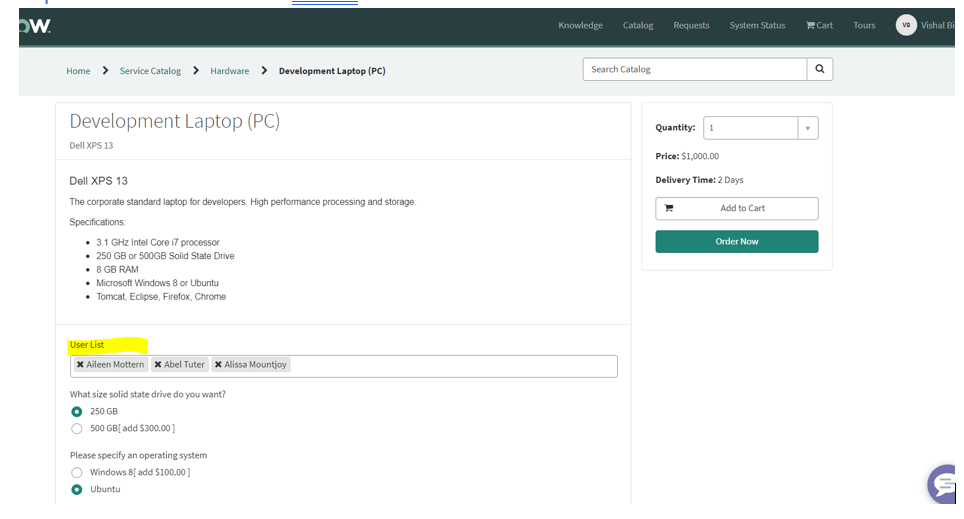 ow.
Knowledge Catalog Requests System Status Cart Tours VB Vishal Bi
Home Service Catalog Hardware Development Laptop (PC)
Search Catalog
Development Laptop (PC)
Dell XPS 13
Dell XPS 13
The corporate standard laptop for developers. High performance processing and storage.
Specifications:
3.1 GHz Intel Core i7 processor
250 GB or 500GB Solid State Drive
8 GB RAM
Microsoft Windows 8 or Ubuntu
Tomcat, Eclipse, Firefox, Chrome
Quantity: 1
Price: $1,000.00
Delivery Time: 2 Days
Add to Cart
Order Now
User List
Aileen Mottern Abel Tuter Alissa Mountjoy
What size solid state drive do you want?
250 GB
500 GB[ add $300.00 ]
Please specify an operating system
Windows 8[ add $100.00 ]
Ubuntu